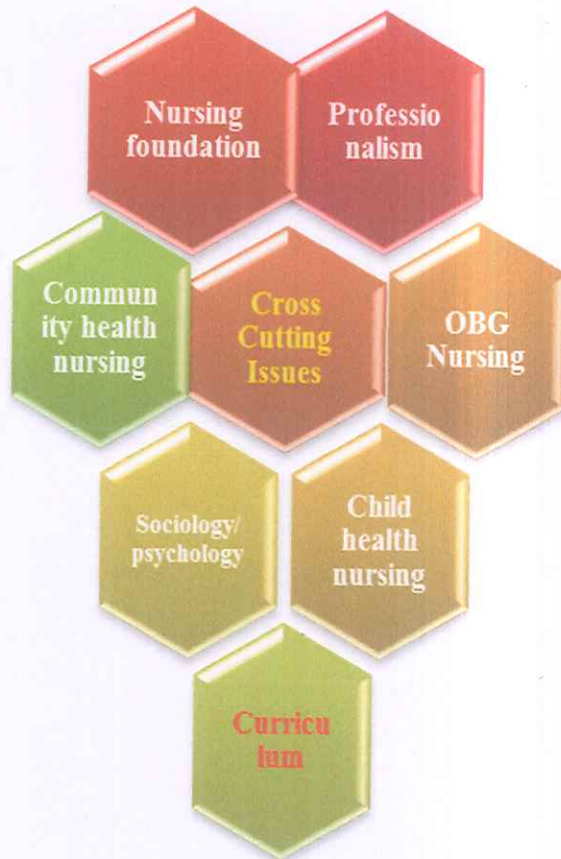 Nursing
foundation
Professio
nalism
Commun
ity health
nursing
Cross
Cutting
Issues
OBG
Nursing
Sociology/
psychology
Child
health
nursing
Curricu
lum